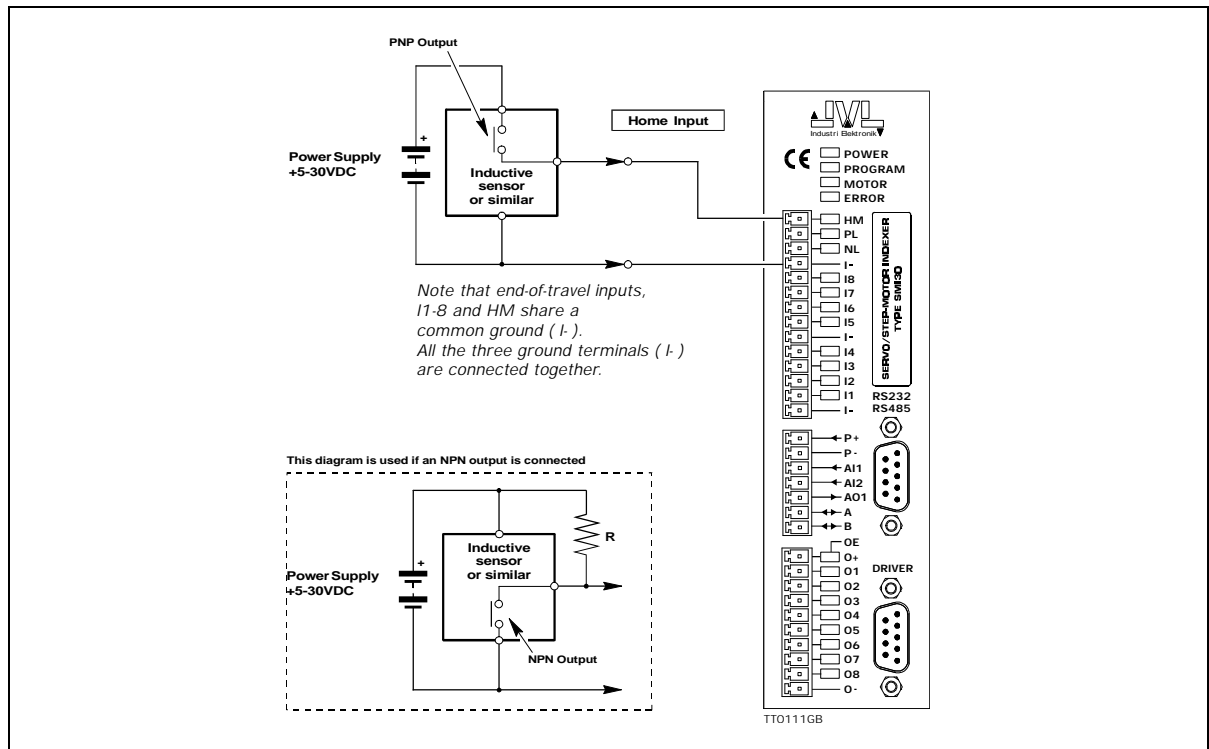 PNP Output
Home Input
Power Supply
+5-30VDC
+
Inductive
sensor
or similar
Note that end-of-travel inputs,
I1-8 and HM share a
common ground ( I- ).
All the three ground terminals ( I- )
are connected together.
This diagram is used if an NPN output is connected
Power Supply
+5-30VDC
+
Inductive
sensor
or similar
R
NPN Output
JVL
Industri Elektronik
CE
POWER
PROGRAM
MOTOR
ERROR
HM
PL
NL
I-
I8
I7
I6
I5
I-
I4
I3
I2
I1
I-
SERVO/STEP-MOTOR INDEXER
TYPE SMI30
RS232
RS485
P+
P-
AI1
AI2
AO1
A
B
OE
O+
O1
O2
O3
O4
O5
O6
O7
O8
O-
DRIVER
TT0111GB